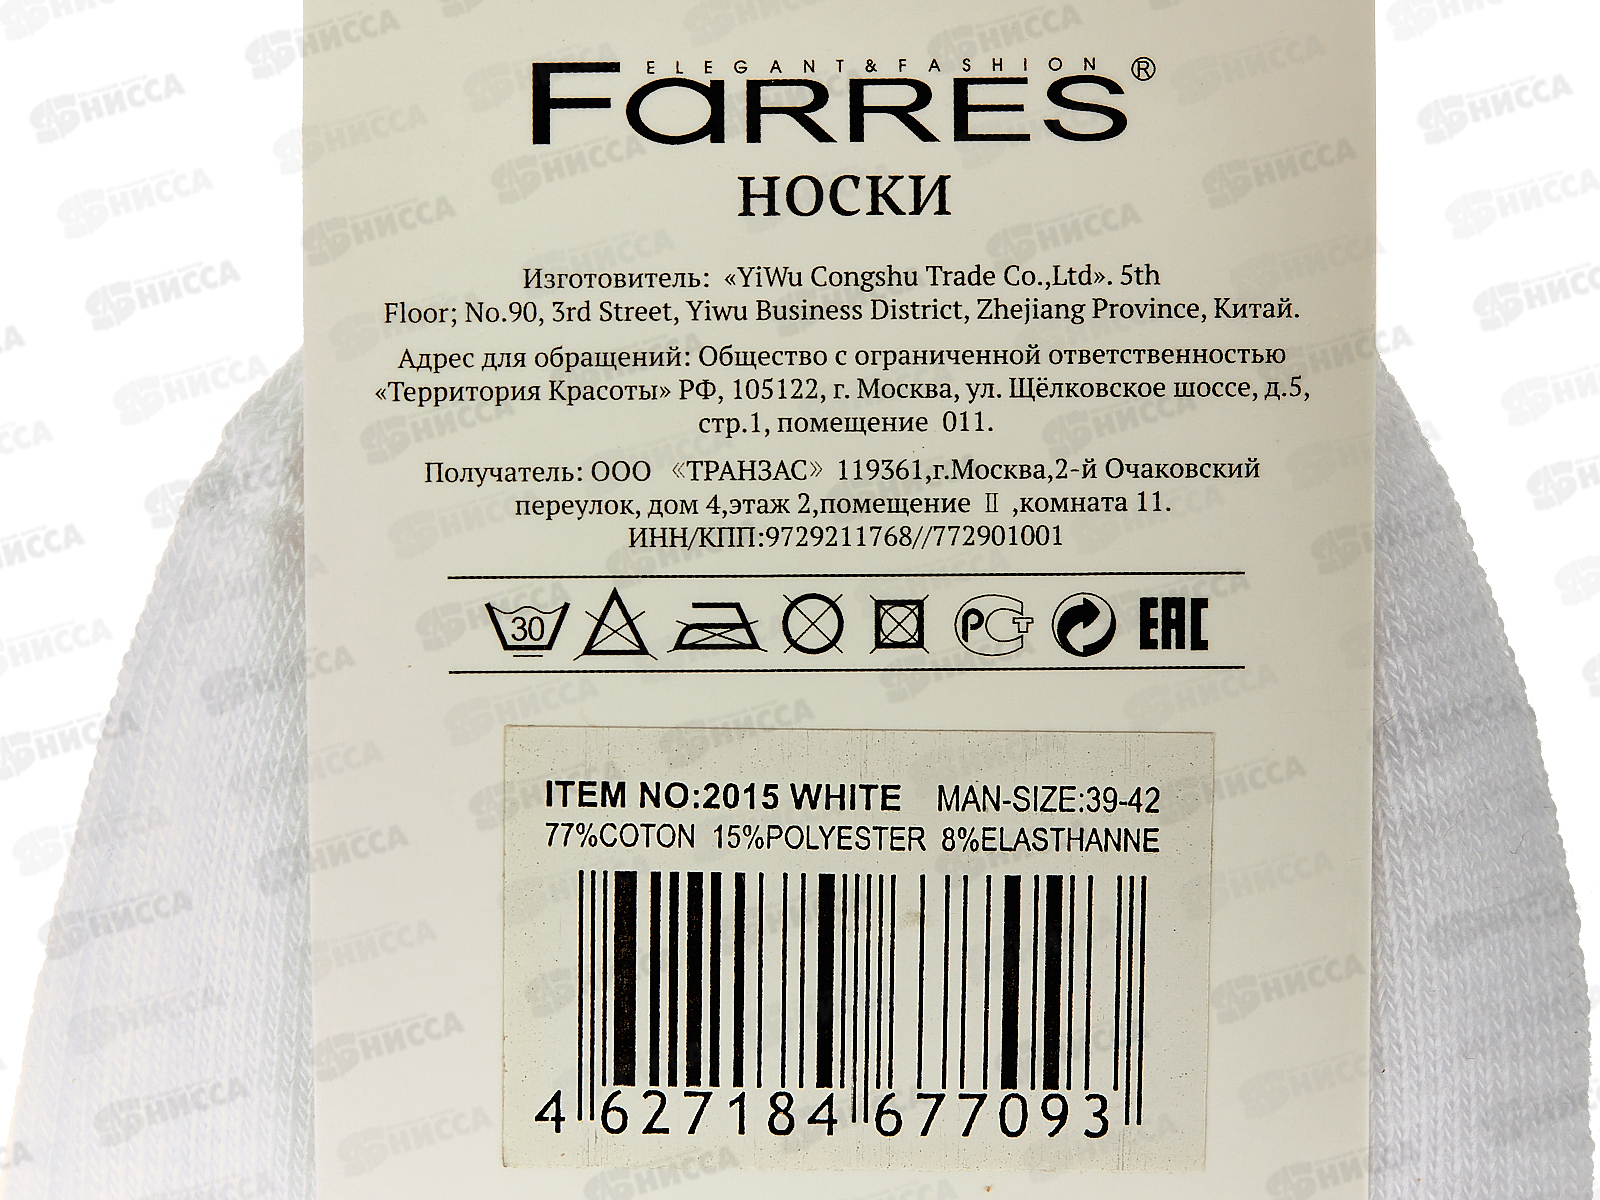 ELEGANT&FASHION
FARRES®
НОСКИ
Изготовитель: «YiWu Congshu Trade Co.,Ltd». 5th
Floor; No.90, 3rd Street, Yiwu Business District, Zhejiang Province, Китай.
Адрес для обращений: Общество с ограниченной ответственностью
«Территория Красоты» РФ, 105122, г. Москва, ул. Щёлковское шоссе, д.5,
стр.1, помещение 011.
Получатель: ООО «ТРАНЗАС» 119361,г.Москва,2-й Очаковский
переулок, дом 4,этаж 2,помещение Ⅱ ,комната 11.
ИНН/КПП:9729211768//772901001
30 РСТ EAC
ITEM NO:2015 WHITE MAN-SIZE:39-42
77%COTON 15%POLYESTER 8%ELASTHANNE
4 627184 677093
НИССА